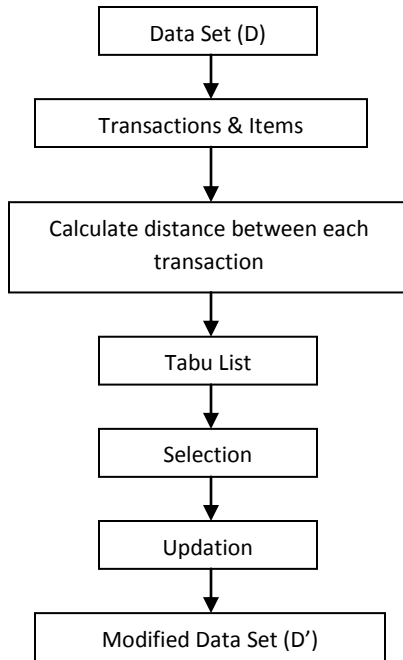 Data Set (D)
Transactions & Items
Calculate distance between each
transaction
Tabu List
Selection
Updation
Modified Data Set (D’)